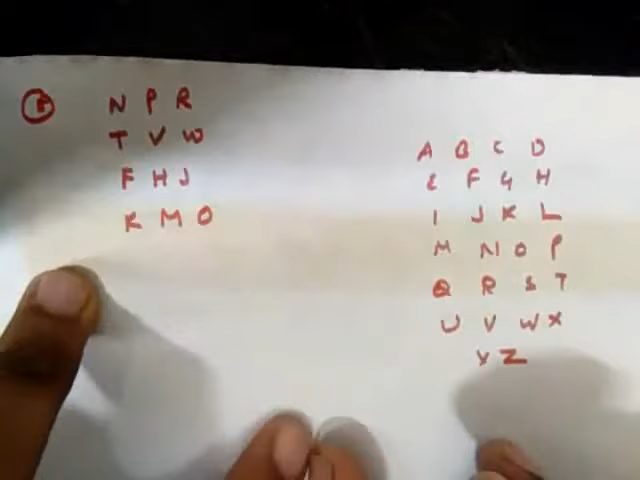 N P R
T V W
F H J
K M O
A B C D
E F G H
I J K L
M N O P
Q R S T
U V W X
Y Z